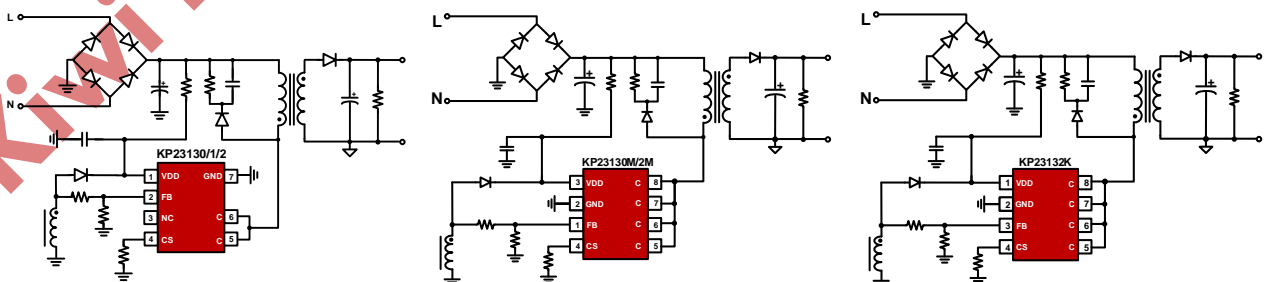 Kiwi
L
N
KP23130/1/2
1 VDD GND 7
2 FB
3 NC C 6
4 CS C 5
L
N
KP23130M/2M
3 VDD C 8
2 GND C 7
1 FB C 6
4 CS C 5
L
N
KP23132K
1 VDD C 8
2 GND C 7
3 FB C 6
4 CS C 5